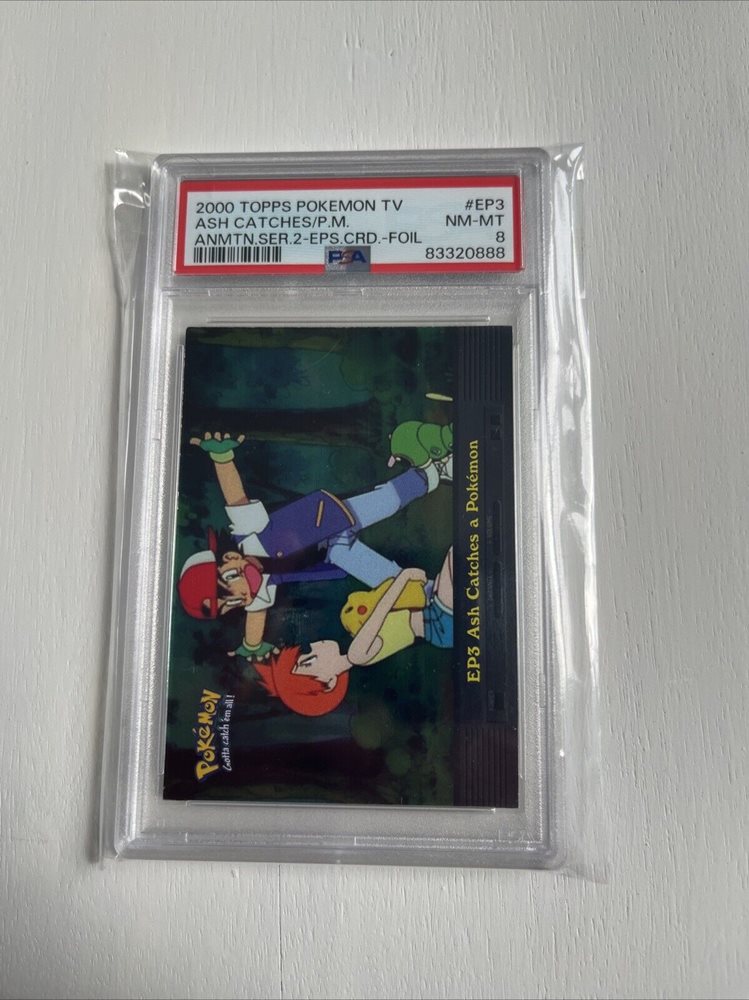 2000 TOPPS POKEMON TV #EP3
ASH CATCHES/P.M. NM-MT
ANMTN.SER.2-EPS.CRD.-FOIL 8
PSA 83320888
POKéMON
Gotta catch 'em all!
EP3 Ash Catches a Pokémon